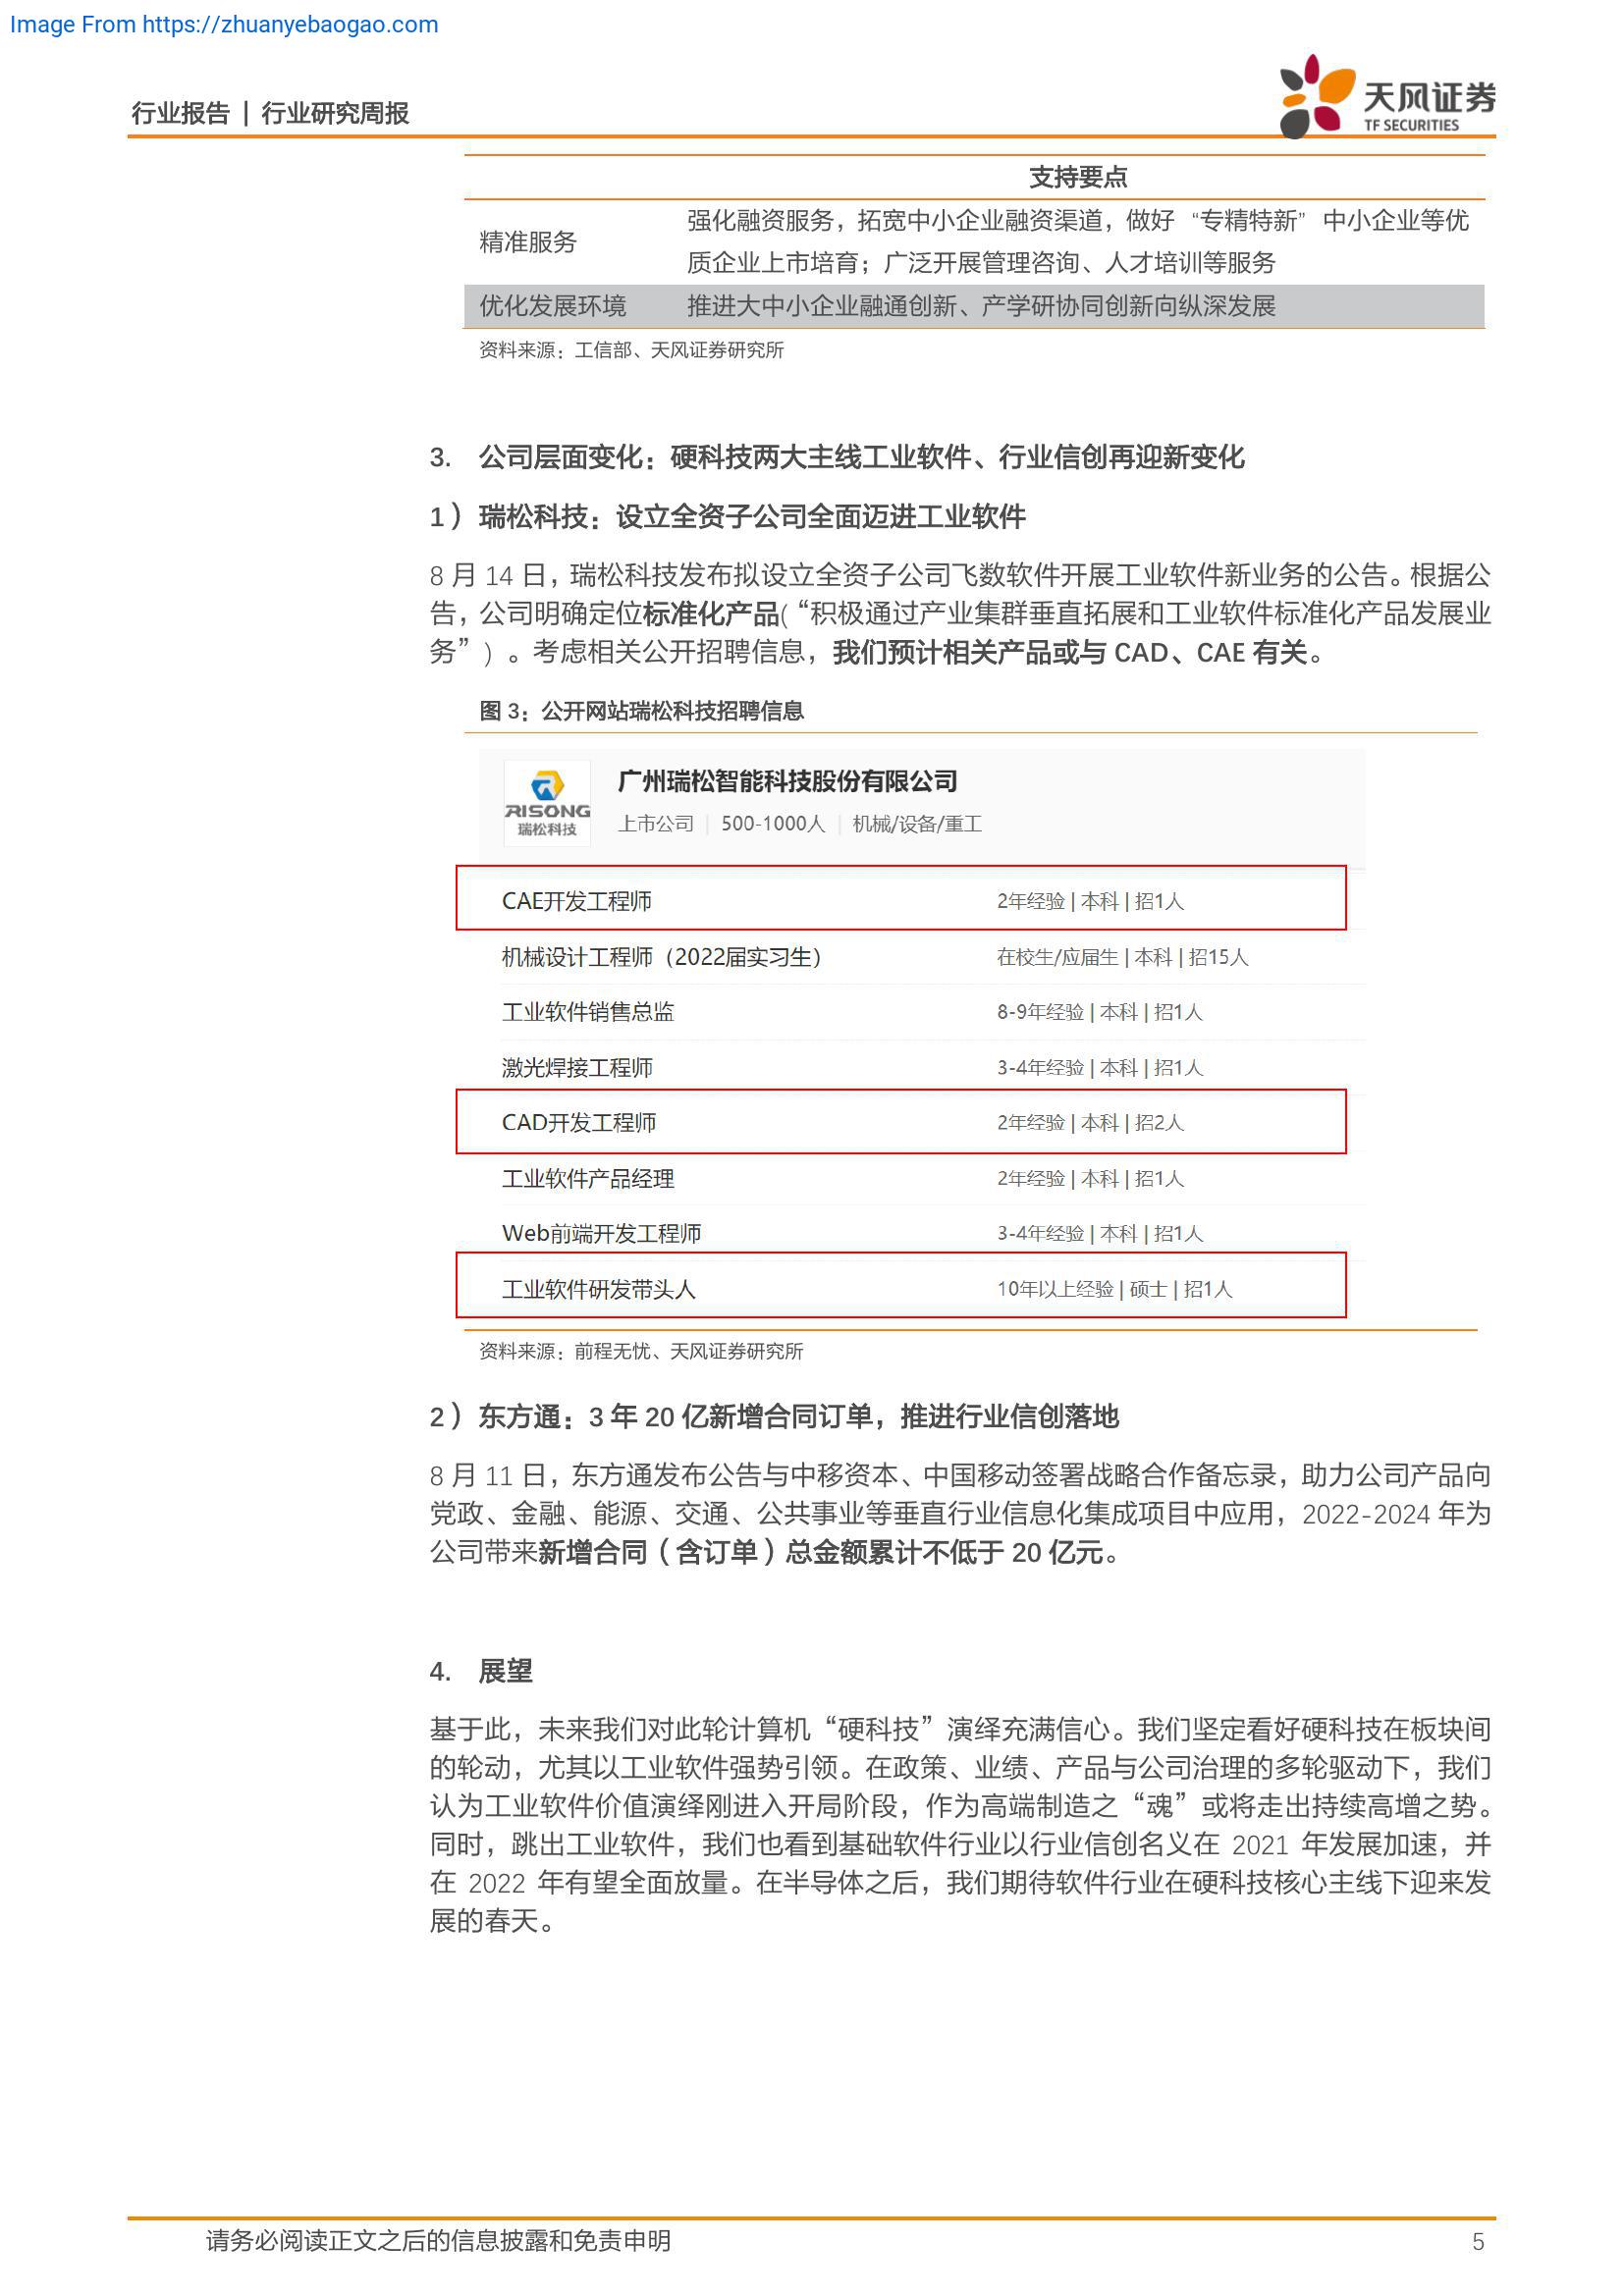 Image From https://zhuanyebaogao.com
行业报告 | 行业研究周报
天风证券
TF SECURITIES
支持要点
精准服务
强化融资服务，拓宽中小企业融资渠道，做好 “专精特新” 中小企业等优
质企业上市培育；广泛开展管理咨询、人才培训等服务
优化发展环境 推进大中小企业融通创新、产学研协同创新向纵深发展
资料来源：工信部、天风证券研究所
3. 公司层面变化：硬科技两大主线工业软件、行业信创再迎新变化
1）瑞松科技：设立全资子公司全面迈进工业软件
8 月 14 日，瑞松科技发布拟设立全资子公司飞数软件开展工业软件新业务的公告。根据公
告，公司明确定位标准化产品(“积极通过产业集群垂直拓展和工业软件标准化产品发展业
务”) 。考虑相关公开招聘信息，我们预计相关产品或与 CAD、CAE 有关。
图 3：公开网站瑞松科技招聘信息
RISONG
瑞松科技
广州瑞松智能科技股份有限公司
上市公司 | 500-1000人 | 机械/设备/重工
CAE开发工程师 2年经验 | 本科 | 招1人
机械设计工程师（2022届实习生） 在校生/应届生 | 本科 | 招15人
工业软件销售总监 8-9年经验 | 本科 | 招1人
激光焊接工程师 3-4年经验 | 本科 | 招1人
CAD开发工程师 2年经验 | 本科 | 招2人
工业软件产品经理 2年经验 | 本科 | 招1人
Web前端开发工程师 3-4年经验 | 本科 | 招1人
工业软件研发带头人 10年以上经验 | 硕士 | 招1人
资料来源：前程无忧、天风证券研究所
2）东方通：3 年 20 亿新增合同订单，推进行业信创落地
8 月 11 日，东方通发布公告与中移资本、中国移动签署战略合作备忘录，助力公司产品向
党政、金融、能源、交通、公共事业等垂直行业信息化集成项目中应用，2022-2024 年为
公司带来新增合同（含订单）总金额累计不低于 20 亿元。
4. 展望
基于此，未来我们对此轮计算机“硬科技”演绎充满信心。我们坚定看好硬科技在板块间
的轮动，尤其以工业软件强势引领。在政策、业绩、产品与公司治理的多轮驱动下，我们
认为工业软件价值演绎刚进入开局阶段，作为高端制造之“魂”或将走出持续高增之势。
同时，跳出工业软件，我们也看到基础软件行业以行业信创名义在 2021 年发展加速，并
在 2022 年有望全面放量。在半导体之后，我们期待软件行业在硬科技核心主线下迎来发
展的春天。
请务必阅读正文之后的信息披露和免责申明 5